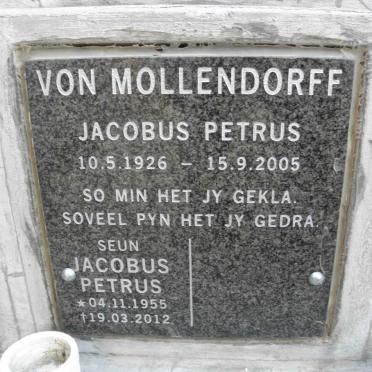 VON MOLLENDORFF
JACOBUS PETRUS
10.5.1926 – 15.9.2005
SO MIN HET JY GEKLA.
SOVEEL PYN HET JY GEDRA.
SEUN
JACOBUS
PETRUS
★04.11.1955
†19.03.2012